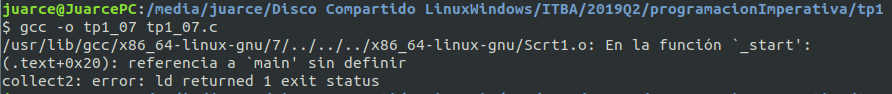 juarce@JuarcePC:/media/juarce/Disco Compartido LinuxWindows/ITBA/2019Q2/programacionImperativa/tp1
$ gcc -o tp1_07 tp1_07.c
/usr/lib/gcc/x86_64-linux-gnu/7/../../../x86_64-linux-gnu/Scrt1.o: En la función `_start':
(.text+0x20): referencia a `main' sin definir
collect2: error: ld returned 1 exit status